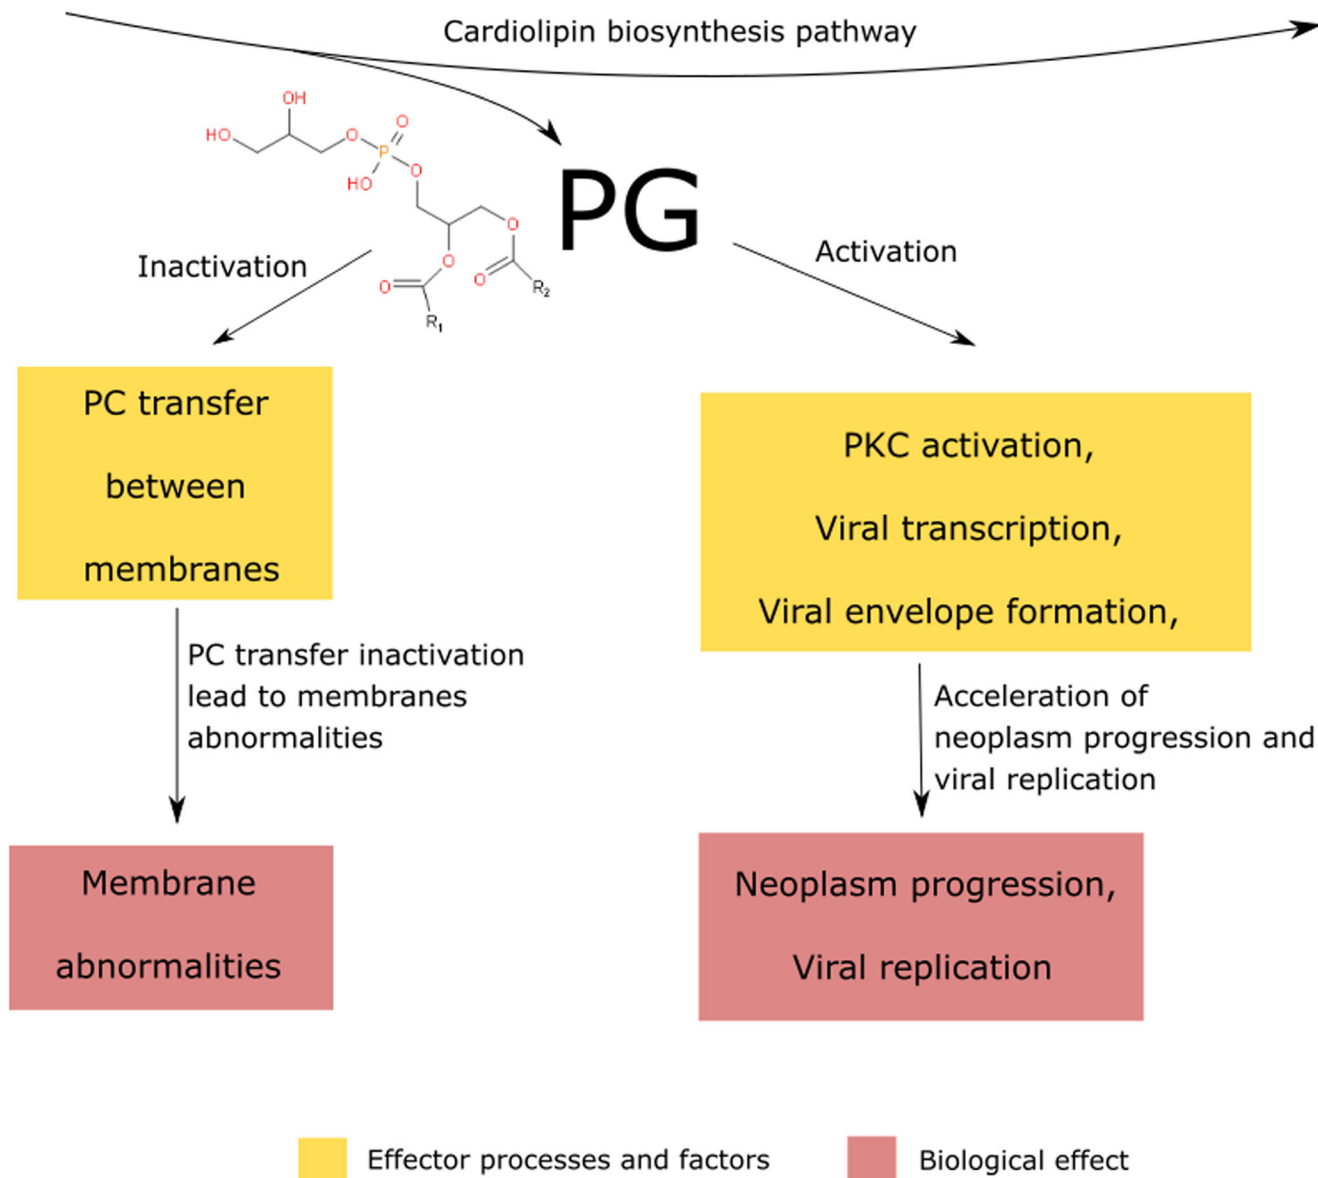 Cardiolipin biosynthesis pathway
OH
HO
O
O
P
HO
O
PG
O
O
O
O
R2
R1
Inactivation
Activation
PC transfer
between
membranes
PKC activation,
Viral transcription,
Viral envelope formation,
PC transfer inactivation
lead to membranes
abnormalities
Acceleration of
neoplasm progression and
viral replication
Membrane
abnormalities
Neoplasm progression,
Viral replication
Effector processes and factors
Biological effect